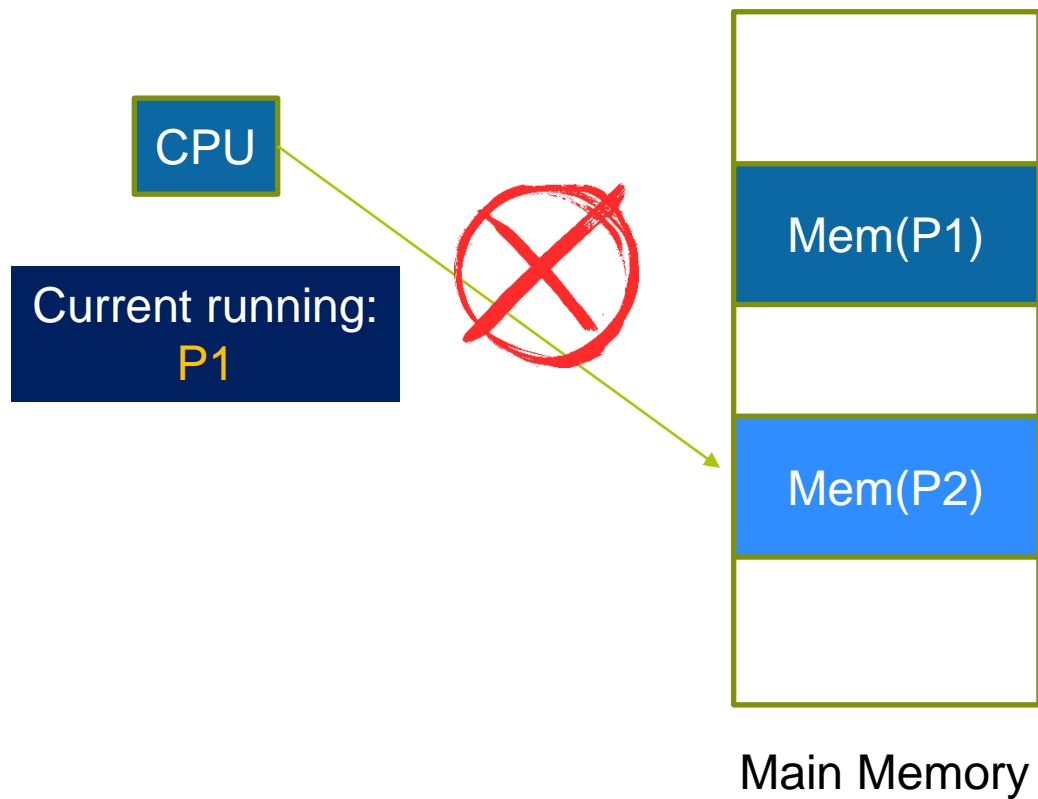 CPU
Current running:
P1
Mem(P1)
Mem(P2)
Main Memory